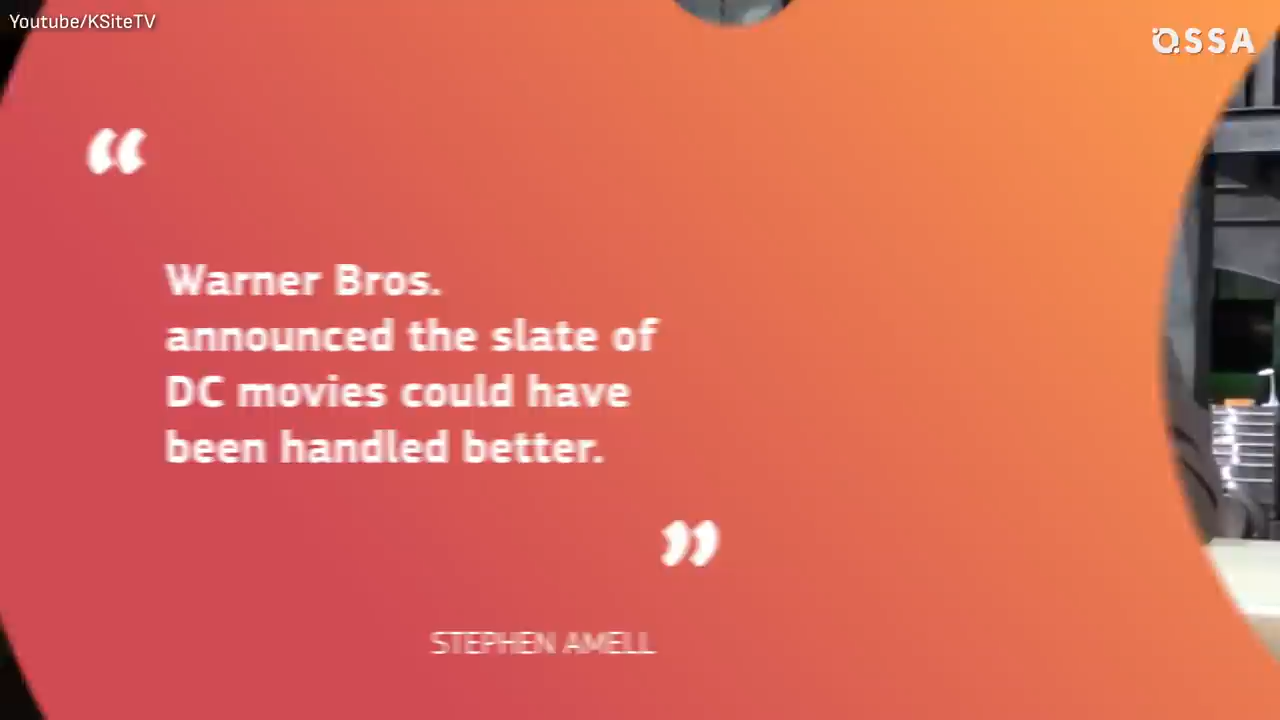 Youtube/KSiteTV
OSSA
“
Warner Bros.
announced the slate of
DC movies could have
been handled better.
”
STEPHEN AMELL